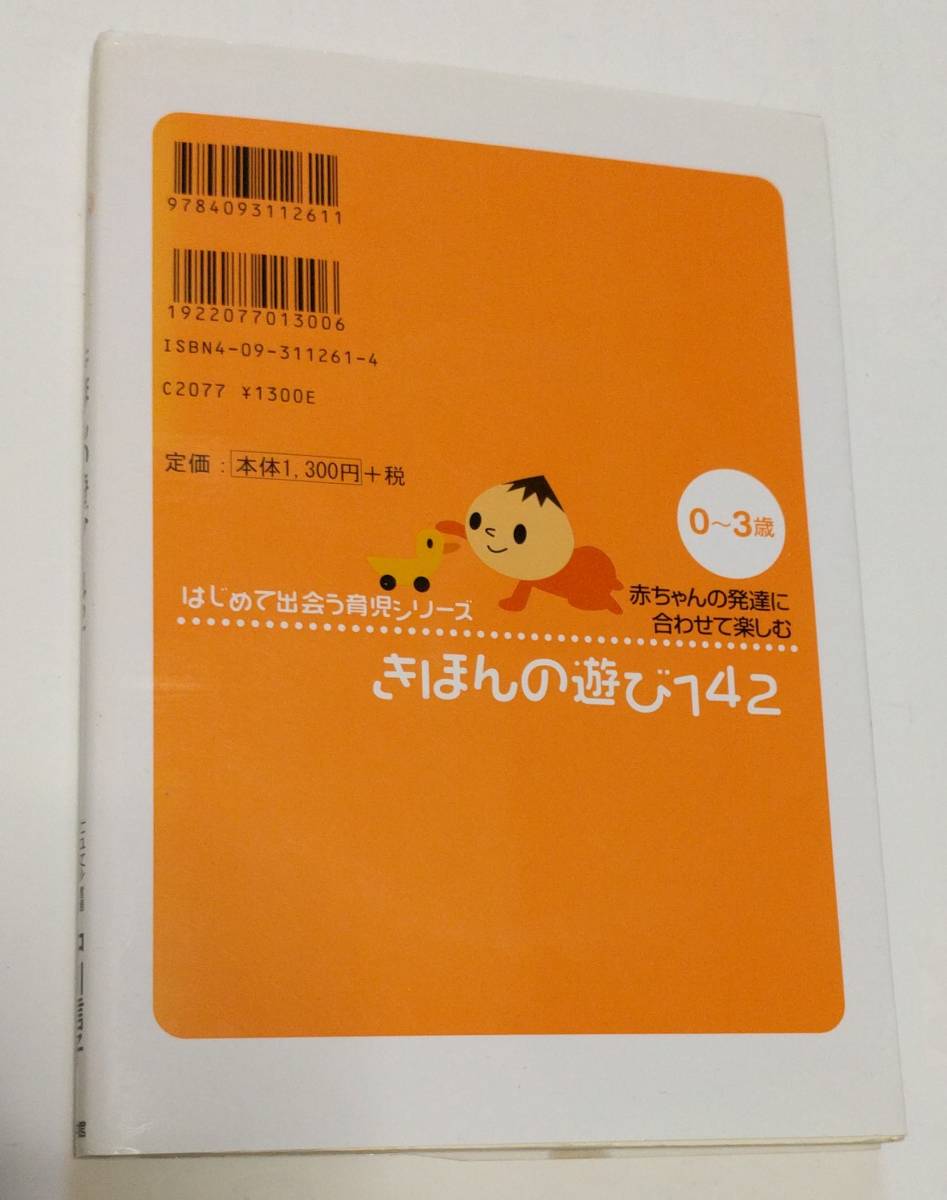 9784093112611
1922077013006
ISBN4-09-311261-4
C2077 ¥1300E
定価：本体1,300円+税
0〜3歳
赤ちゃんの発達に
合わせて楽しむ
はじめて出会う育児シリーズ
きほんの遊び142